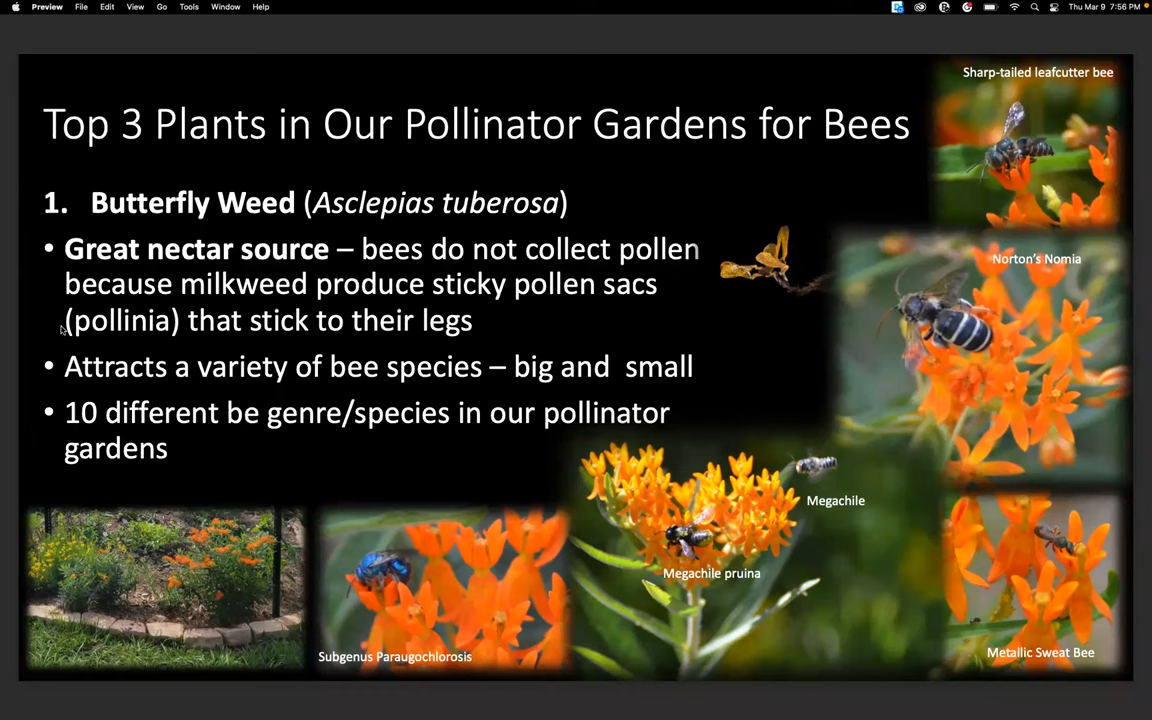 Preview File Edit View Go Tools Window Help Thu Mar 9 7:56 PM
Sharp-tailed leafcutter bee
Top 3 Plants in Our Pollinator Gardens for Bees
1. Butterfly Weed (Asclepias tuberosa)
• Great nectar source – bees do not collect pollen
because milkweed produce sticky pollen sacs
(pollinia) that stick to their legs
• Attracts a variety of bee species – big and small
• 10 different be genre/species in our pollinator
gardens
Norton's Nomia
Megachile
Megachile pruina
Subgenus Paraugochlorosis
Metallic Sweat Bee